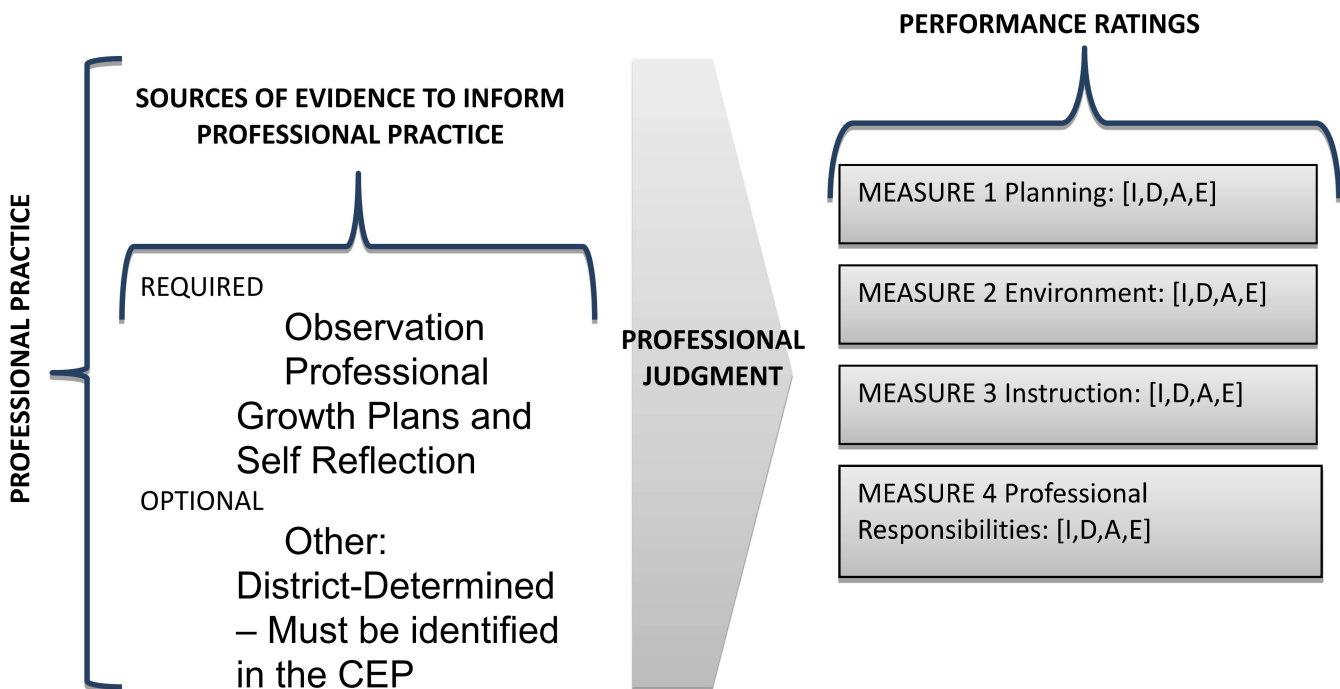 PROFESSIONAL PRACTICE
SOURCES OF EVIDENCE TO INFORM
PROFESSIONAL PRACTICE
REQUIRED
Observation
Professional
Growth Plans and
Self Reflection
OPTIONAL
Other:
District-Determined
– Must be identified
in the CEP
PROFESSIONAL
JUDGMENT
PERFORMANCE RATINGS
MEASURE 1 Planning: [I,D,A,E]
MEASURE 2 Environment: [I,D,A,E]
MEASURE 3 Instruction: [I,D,A,E]
MEASURE 4 Professional
Responsibilities: [I,D,A,E]